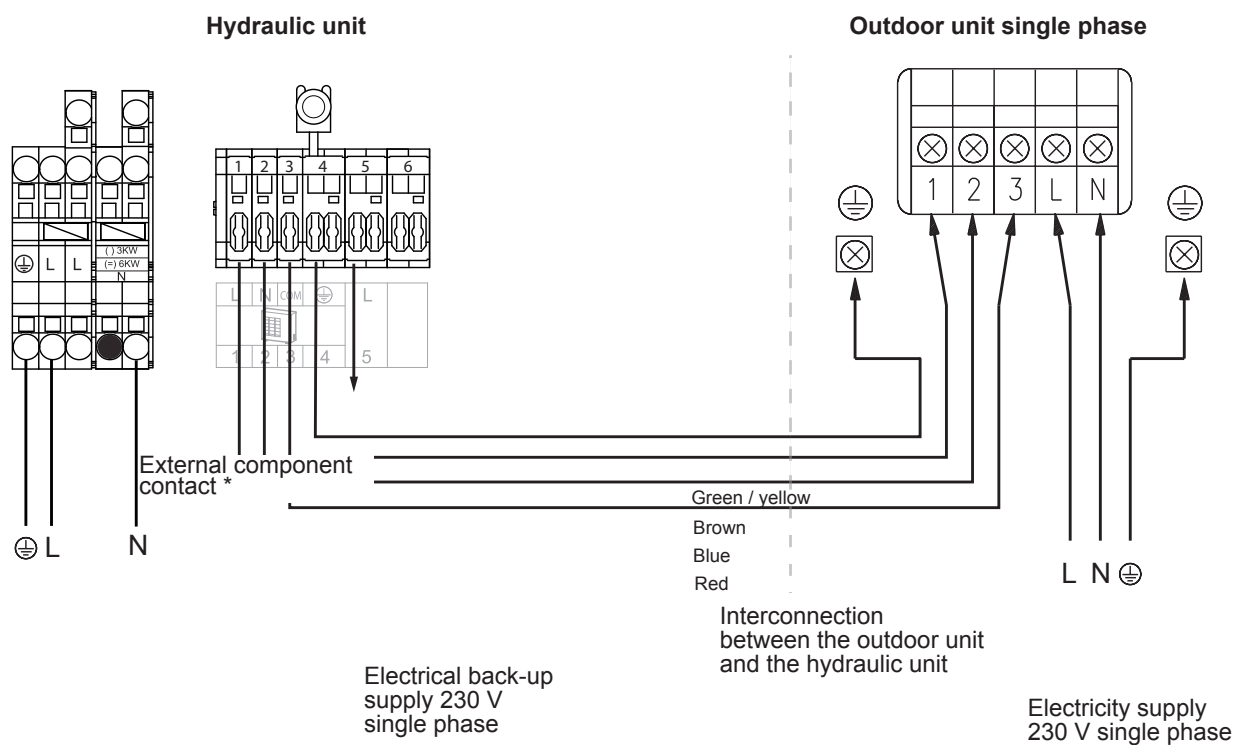 Hydraulic unit
Outdoor unit single phase
1 2 3 4 5 6
1 2 3 L N
L L
( ) 3KW
(=) 6KW
N
L N COM L
1 2 3 4 5
External component
contact *
L N
Green / yellow
Brown
Blue
Red
L N
Interconnection
between the outdoor unit
and the hydraulic unit
Electrical back-up
supply 230 V
single phase
Electricity supply
230 V single phase